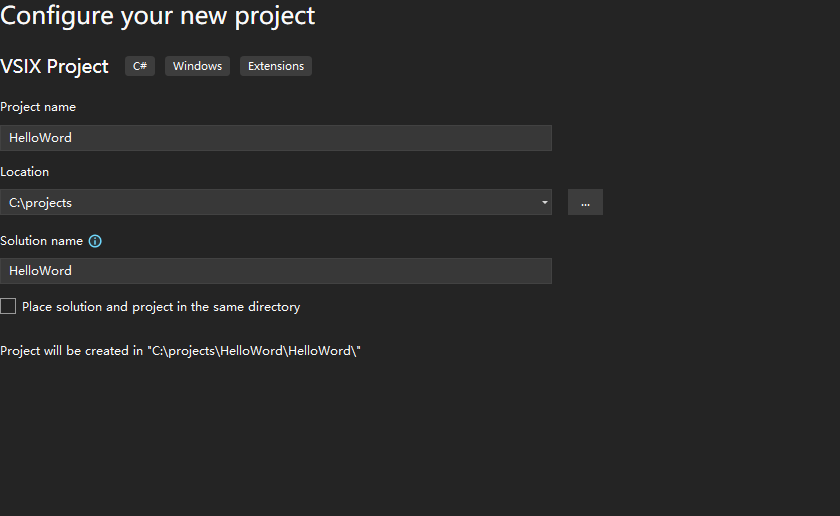 Configure your new project
VSIX Project C# Windows Extensions
Project name
HelloWord
Location
C:\projects
...
Solution name
HelloWord
Place solution and project in the same directory
Project will be created in "C:\projects\HelloWord\HelloWord\"